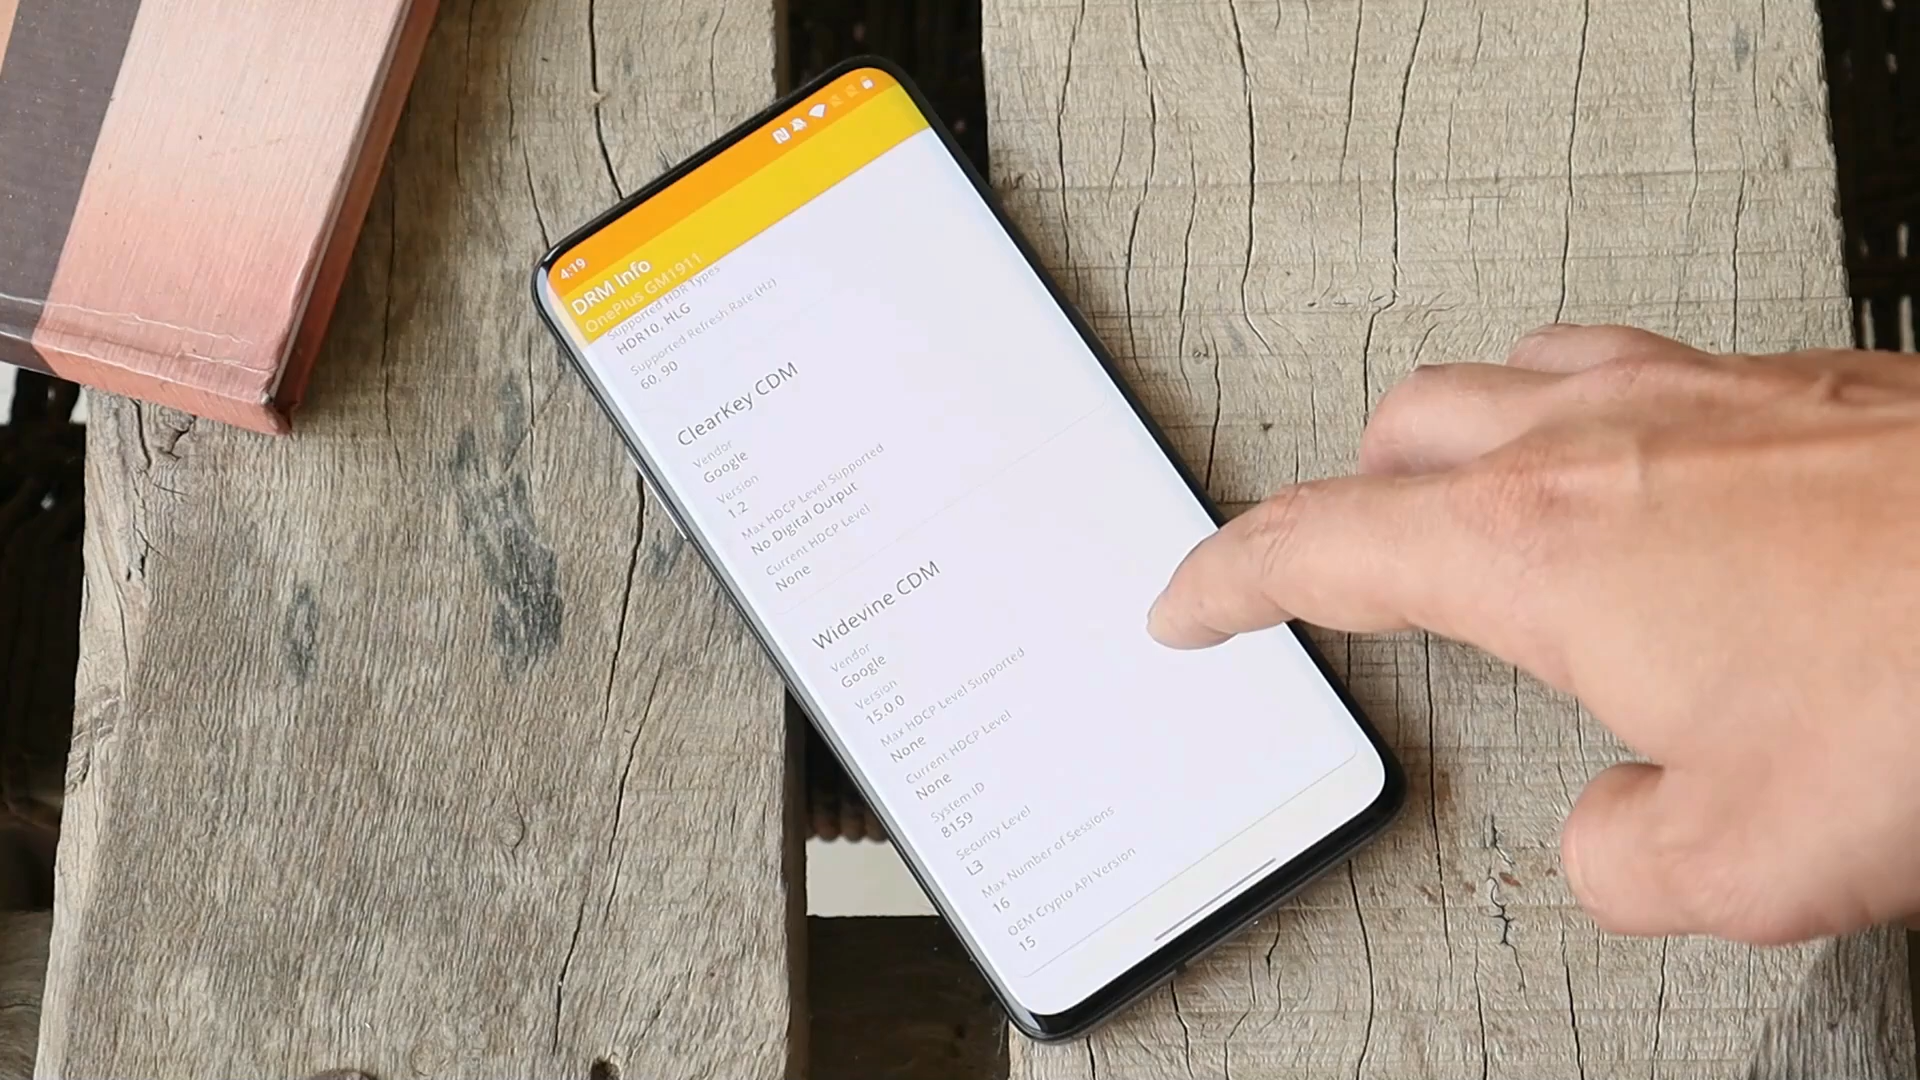 4:19
DRM Info
OnePlus GM1911
Supported HDR Types
HDR10, HLG
Supported Refresh Rate (Hz)
60, 90
ClearKey CDM
Vendor
Google
Version
1.2
Max HDCP Level Supported
No Digital Output
Current HDCP Level
None
Widevine CDM
Vendor
Google
Version
15.0.0
Max HDCP Level Supported
None
Current HDCP Level
None
System ID
8159
Security Level
L3
Max Number of Sessions
16
OEM Crypto API Version
15